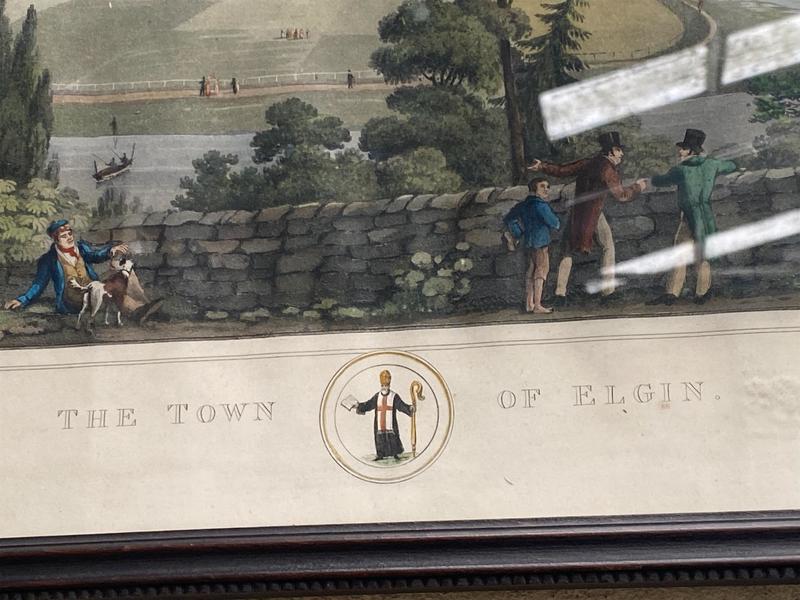 THE TOWN OF ELGIN.